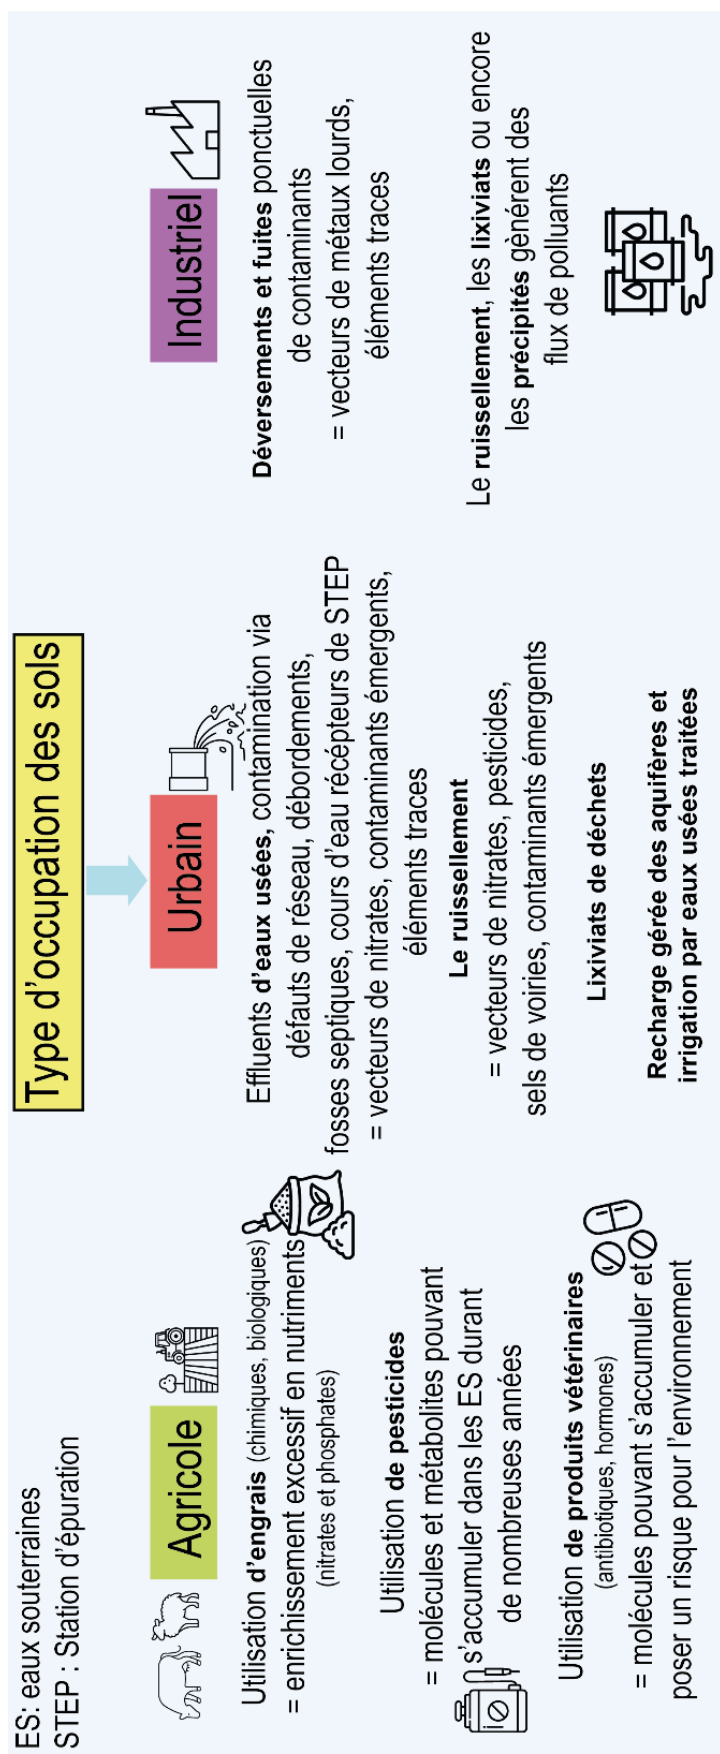 ES: eaux souterraines
STEP : Station d'épuration
Type d'occupation des sols
Agricole
Utilisation d'engrais (chimiques, biologiques)
= enrichissement excessif en nutriments
(nitrates et phosphates)
Utilisation de pesticides
= molécules et métabolites pouvant
s'accumuler dans les ES durant
de nombreuses années
Utilisation de produits vétérinaires
(antibiotiques, hormones)
= molécules pouvant s'accumuler et
poser un risque pour l'environnement
Urbain
Effluents d'eaux usées, contamination via
défauts de réseau, débordements,
fosses septiques, cours d'eau récépteurs de STEP
= vecteurs de nitrates, contaminants émergents,
éléments traces
Le ruissellement
= vecteurs de nitrates, pesticides,
sels de voiries, contaminants émergents
Lixiviats de déchets
Recharge gérée des aquifères et
irrigation par eaux usées traitées
Industriel
Déversements et fuites ponctuelles
de contaminants
= vecteurs de métaux lourds,
éléments traces
Le ruissellement, les lixiviats ou encore
les précipités gènérent des
flux de polluants